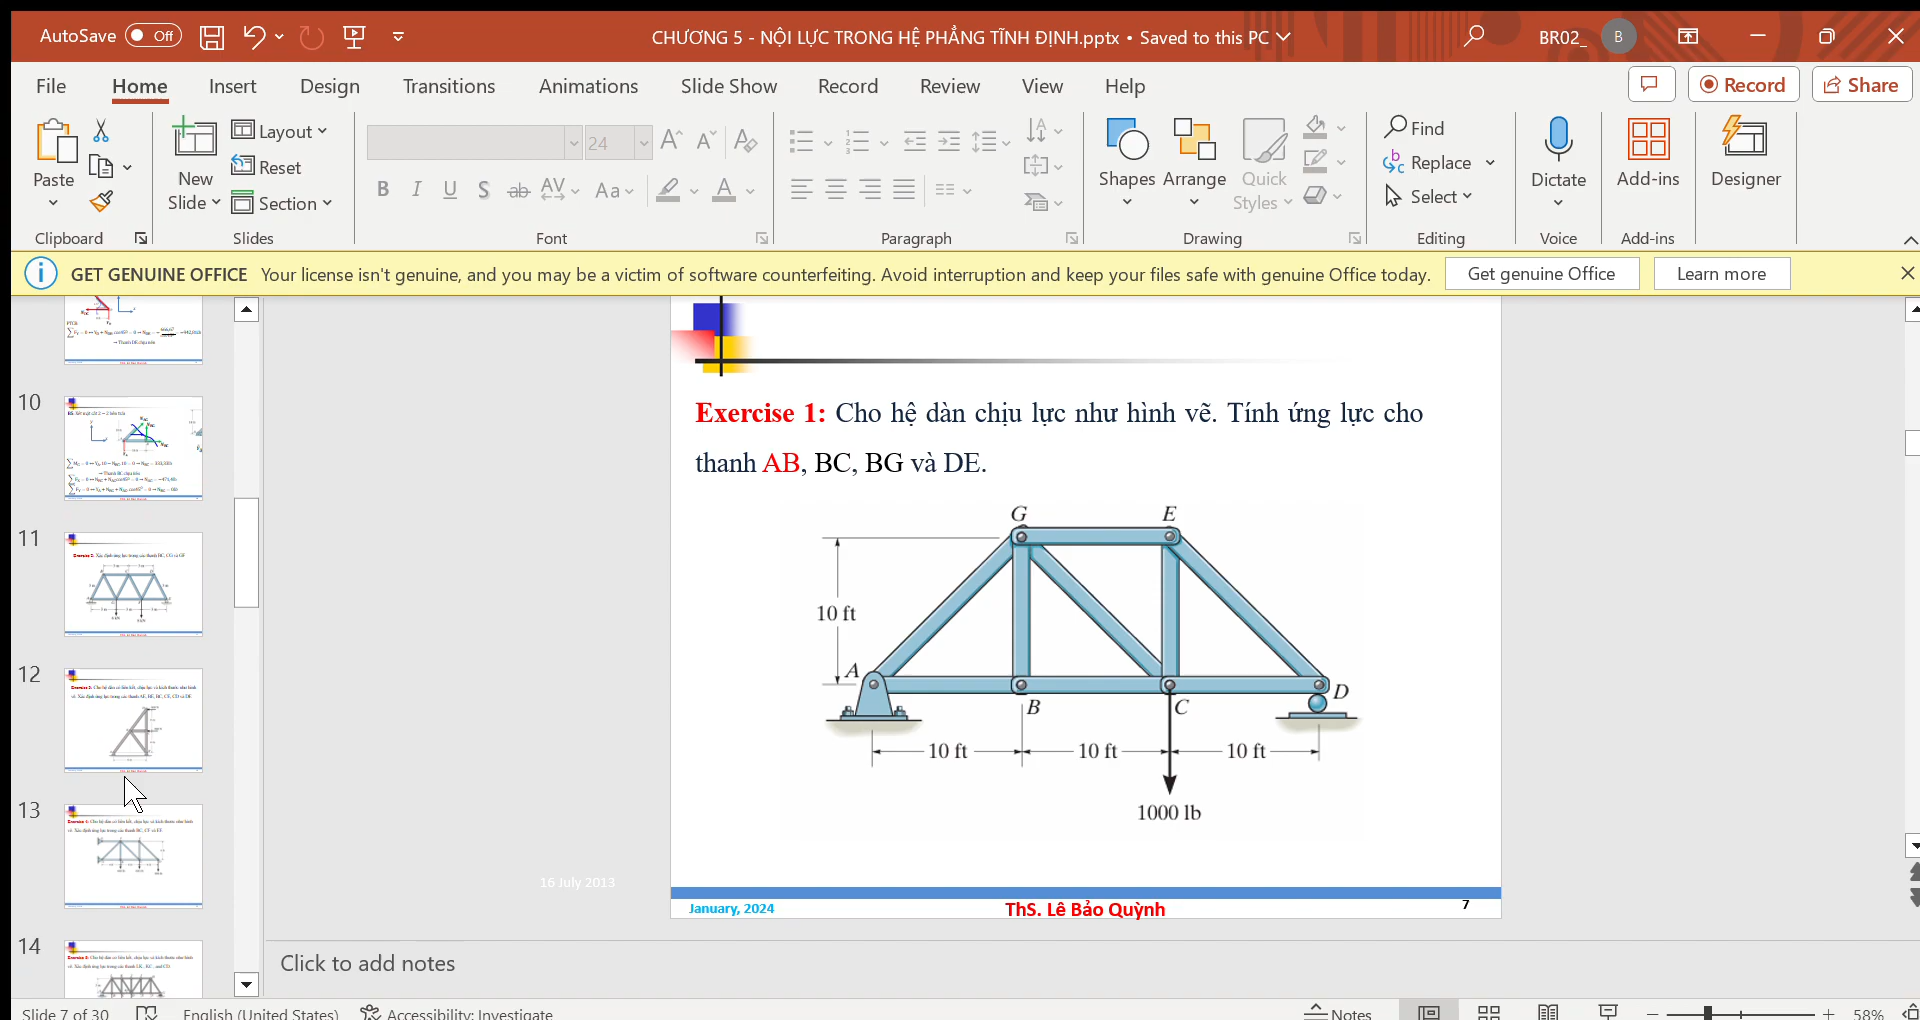 AutoSave Off CHƯƠNG 5 - NỘI LỰC TRONG HỆ PHẲNG TĨNH ĐỊNH.pptx • Saved to this PC BR02_ B
File Home Insert Design Transitions Animations Slide Show Record Review View Help Record Share
Paste
New Slide
Layout
Reset
Section
24
B I U S ab AV Aa A
Shapes Arrange Quick Styles
Find
Replace
Select
Dictate
Add-ins
Designer
Clipboard Slides Font Paragraph Drawing Editing Voice Add-ins
GET GENUINE OFFICE Your license isn't genuine, and you may be a victim of software counterfeiting. Avoid interruption and keep your files safe with genuine Office today. Get genuine Office Learn more
10
11
12
13
14
Exercise 1: Cho hệ dàn chịu lực như hình vẽ. Tính ứng lực cho
thanh AB, BC, BG và DE.
G E
10 ft
A
B C D
10 ft 10 ft 10 ft
1000 lb
16 July 2013
January, 2024 ThS. Lê Bảo Quỳnh 7
Click to add notes
Slide 7 of 30 English (United States) Accessibility: Investigate Notes 58%